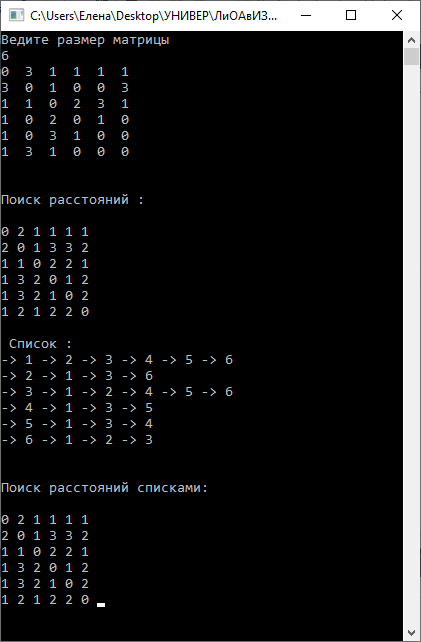 C:\Users\Елена\Desktop\УНИВЕР\ЛиОАвИЗ...
Ведите размер матрицы
6
0  3  1  1  1  1
3  0  1  0  0  3
1  1  0  2  3  1
1  0  2  0  1  0
1  0  3  1  0  0
1  3  1  0  0  0
Поиск расстояний :
0 2 1 1 1 1
2 0 1 3 3 2
1 1 0 2 2 1
1 3 2 0 1 2
1 3 2 1 0 2
1 2 1 2 2 0
Список :
-> 1 -> 2 -> 3 -> 4 -> 5 -> 6
-> 2 -> 1 -> 3 -> 6
-> 3 -> 1 -> 2 -> 4 -> 5 -> 6
-> 4 -> 1 -> 3 -> 5
-> 5 -> 1 -> 3 -> 4
-> 6 -> 1 -> 2 -> 3
Поиск расстояний списками:
0 2 1 1 1 1
2 0 1 3 3 2
1 1 0 2 2 1
1 3 2 0 1 2
1 3 2 1 0 2
1 2 1 2 2 0